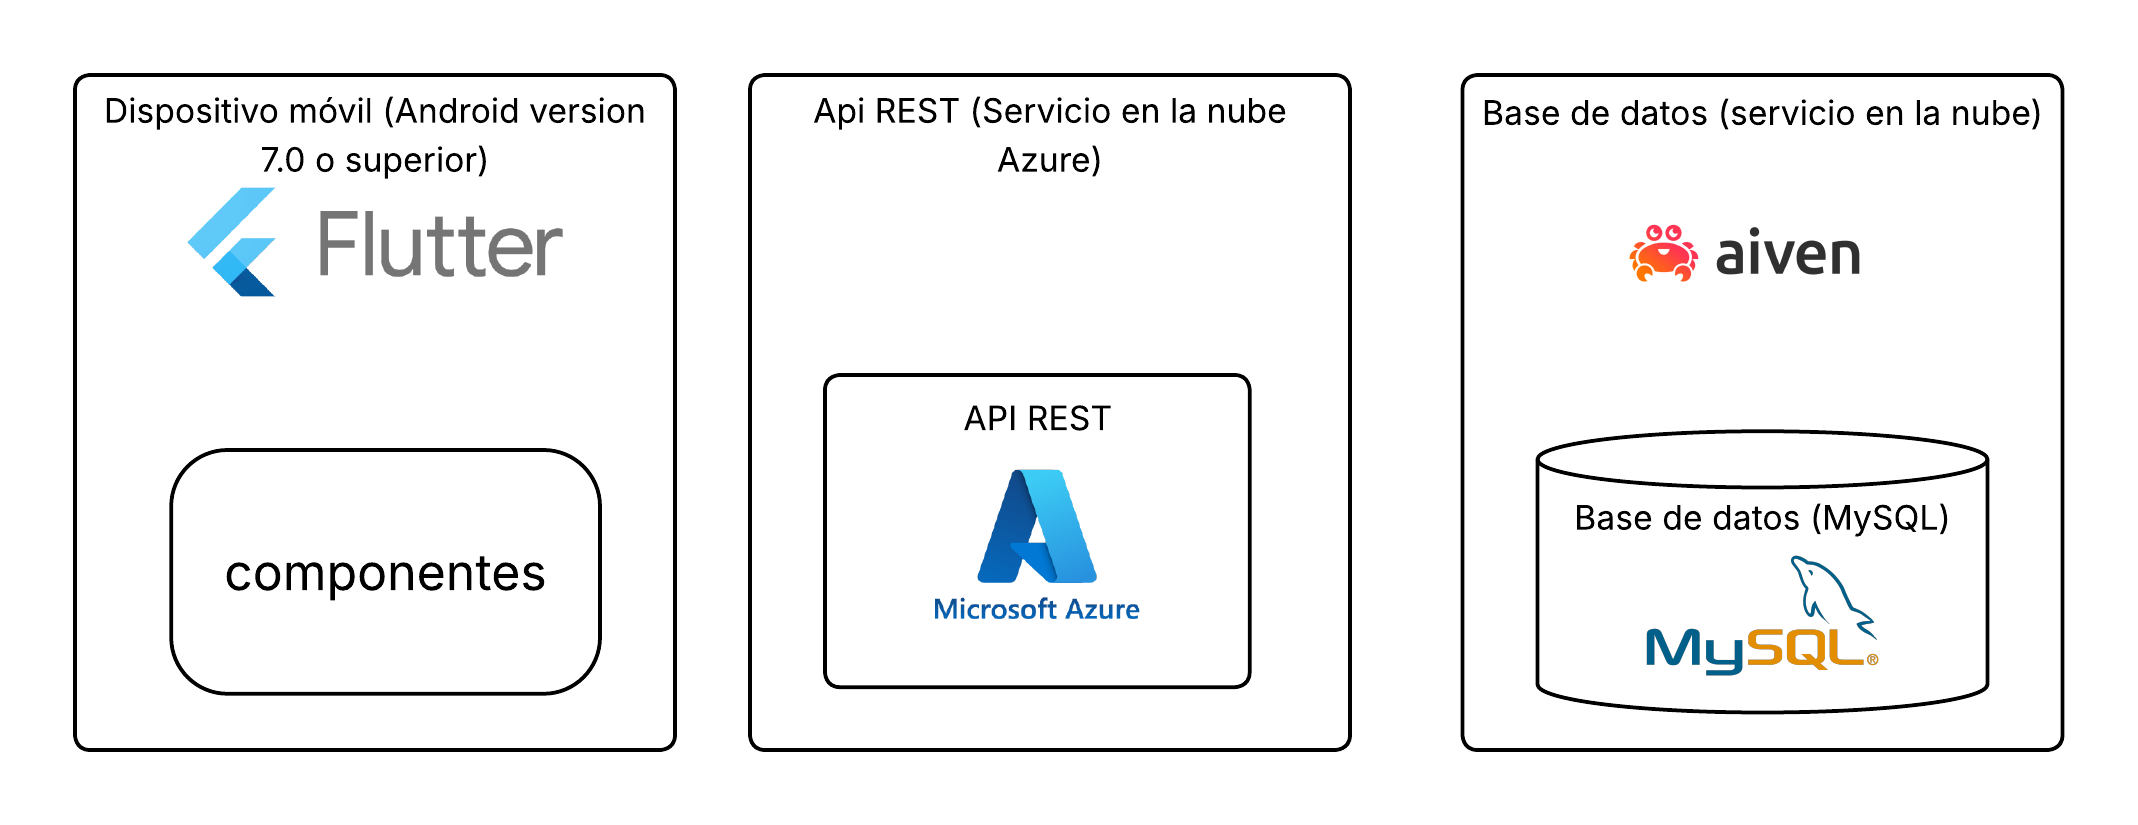 Dispositivo móvil (Android version
7.0 o superior)
Flutter
componentes
Api REST (Servicio en la nube
Azure)
API REST
Microsoft Azure
Base de datos (servicio en la nube)
aiven
Base de datos (MySQL)
MySQL®